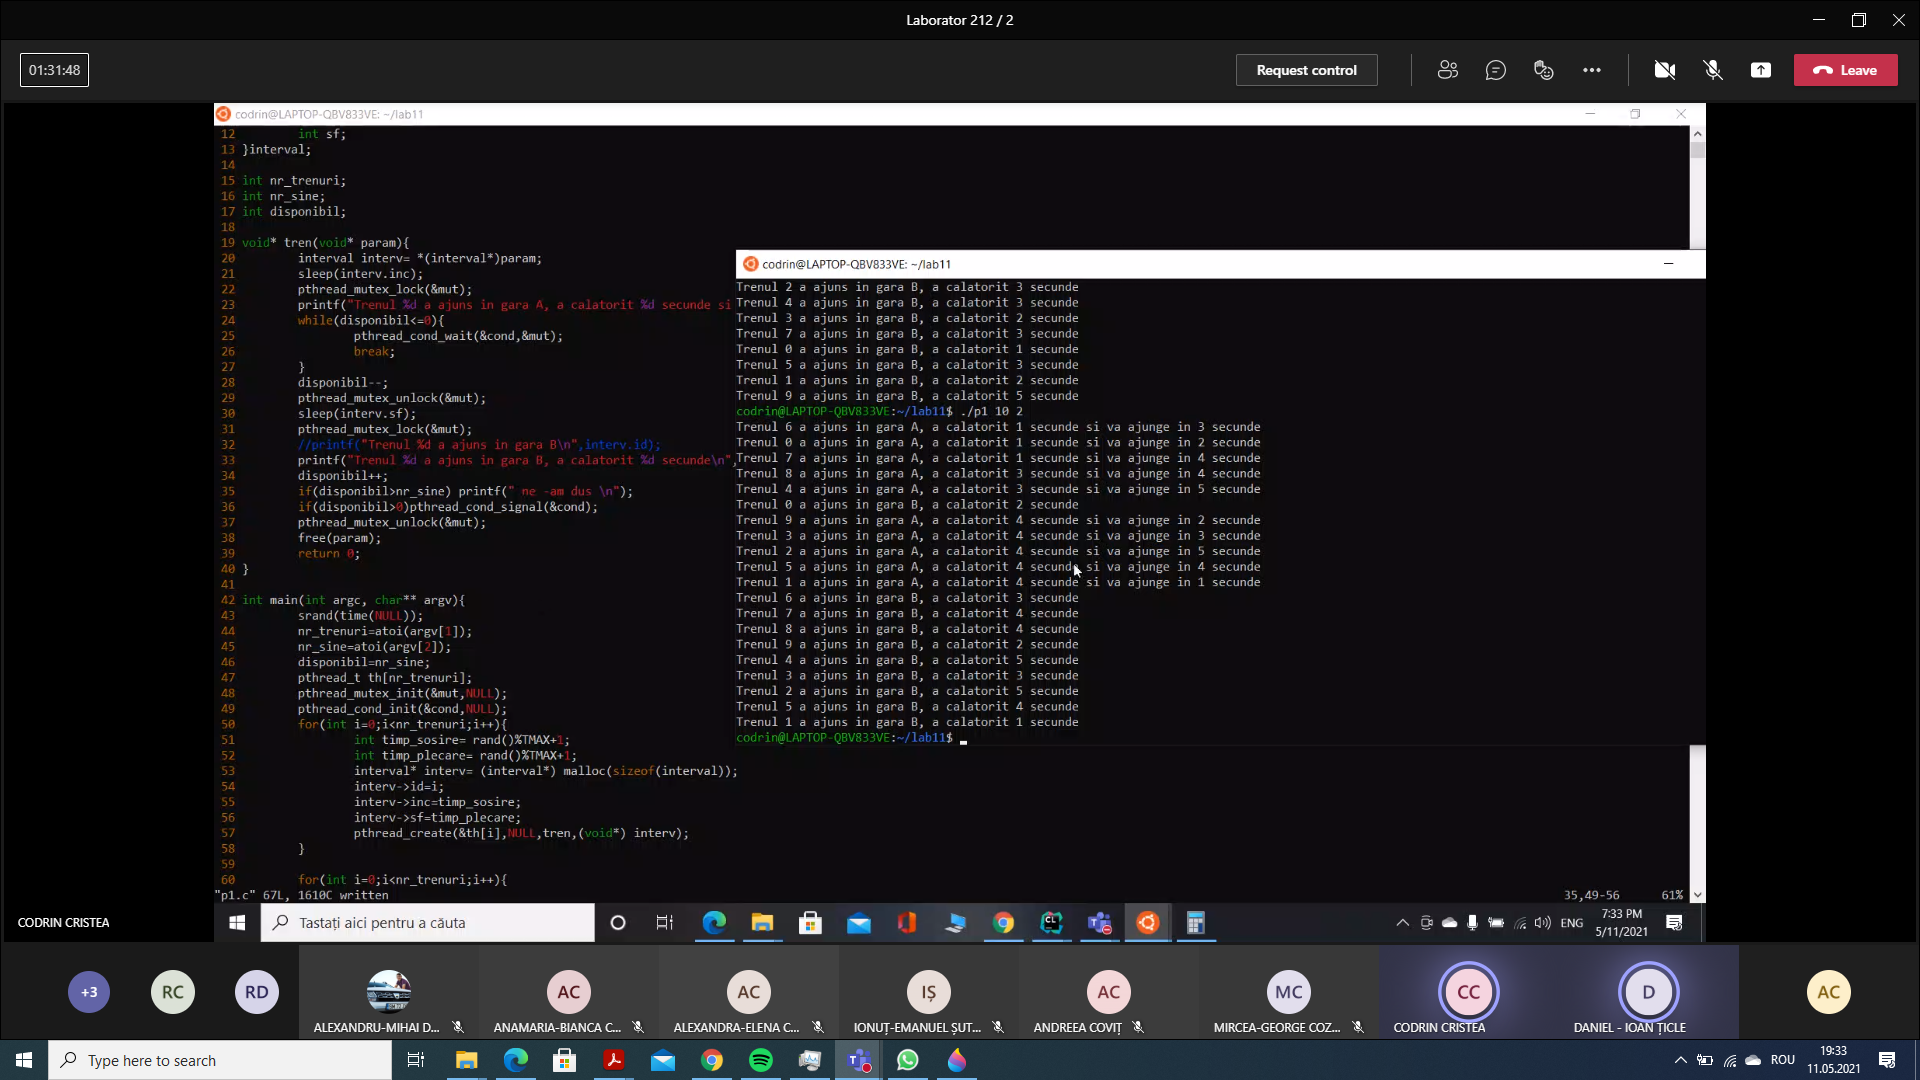 Laborator 212 / 2
01:31:48
Request control
Leave
codrin@LAPTOP-QBV833VE: ~/lab11
12 int sf;
13 }interval;
14
15 int nr_trenuri;
16 int nr_sine;
17 int disponibil;
18
19 void* tren(void* param){
20 interval interv= *(interval*)param;
21 sleep(interv.inc);
22 pthread_mutex_lock(&mut);
23 printf("Trenul %d a ajuns in gara A, a calatorit %d secunde si
24 while(disponibil<=0){
25 pthread_cond_wait(&cond,&mut);
26 break;
27 }
28 disponibil--;
29 pthread_mutex_unlock(&mut);
30 sleep(interv.sf);
31 pthread_mutex_lock(&mut);
32 //printf("Trenul %d a ajuns in gara B\n",interv.id);
33 printf("Trenul %d a ajuns in gara B, a calatorit %d secunde\n",
34 disponibil++;
35 if(disponibil>nr_sine) printf(" ne -am dus \n");
36 if(disponibil>0)pthread_cond_signal(&cond);
37 pthread_mutex_unlock(&mut);
38 free(param);
39 return 0;
40 }
41
42 int main(int argc, char** argv){
43 srand(time(NULL));
44 nr_trenuri=atoi(argv[1]);
45 nr_sine=atoi(argv[2]);
46 disponibil=nr_sine;
47 pthread_t th[nr_trenuri];
48 pthread_mutex_init(&mut,NULL);
49 pthread_cond_init(&cond,NULL);
50 for(int i=0;i<nr_trenuri;i++){
51 int timp_sosire= rand()%TMAX+1;
52 int timp_plecare= rand()%TMAX+1;
53 interval* interv= (interval*) malloc(sizeof(interval));
54 interv->id=i;
55 interv->inc=timp_sosire;
56 interv->sf=timp_plecare;
57 pthread_create(&th[i],NULL,tren,(void*) interv);
58 }
59
60 for(int i=0;i<nr_trenuri;i++){
"p1.c" 67L, 1610C written 35,49-56 61%
codrin@LAPTOP-QBV833VE: ~/lab11
Trenul 2 a ajuns in gara B, a calatorit 3 secunde
Trenul 4 a ajuns in gara B, a calatorit 3 secunde
Trenul 3 a ajuns in gara B, a calatorit 2 secunde
Trenul 7 a ajuns in gara B, a calatorit 3 secunde
Trenul 0 a ajuns in gara B, a calatorit 1 secunde
Trenul 5 a ajuns in gara B, a calatorit 3 secunde
Trenul 1 a ajuns in gara B, a calatorit 2 secunde
Trenul 9 a ajuns in gara B, a calatorit 5 secunde
codrin@LAPTOP-QBV833VE:~/lab11$ ./p1 10 2
Trenul 6 a ajuns in gara A, a calatorit 1 secunde si va ajunge in 3 secunde
Trenul 0 a ajuns in gara A, a calatorit 1 secunde si va ajunge in 2 secunde
Trenul 7 a ajuns in gara A, a calatorit 1 secunde si va ajunge in 4 secunde
Trenul 8 a ajuns in gara A, a calatorit 3 secunde si va ajunge in 4 secunde
Trenul 4 a ajuns in gara A, a calatorit 3 secunde si va ajunge in 5 secunde
Trenul 0 a ajuns in gara B, a calatorit 2 secunde
Trenul 9 a ajuns in gara A, a calatorit 4 secunde si va ajunge in 2 secunde
Trenul 3 a ajuns in gara A, a calatorit 4 secunde si va ajunge in 3 secunde
Trenul 2 a ajuns in gara A, a calatorit 4 secunde si va ajunge in 5 secunde
Trenul 5 a ajuns in gara A, a calatorit 4 secunde si va ajunge in 4 secunde
Trenul 1 a ajuns in gara A, a calatorit 4 secunde si va ajunge in 1 secunde
Trenul 6 a ajuns in gara B, a calatorit 3 secunde
Trenul 7 a ajuns in gara B, a calatorit 4 secunde
Trenul 8 a ajuns in gara B, a calatorit 4 secunde
Trenul 9 a ajuns in gara B, a calatorit 2 secunde
Trenul 4 a ajuns in gara B, a calatorit 5 secunde
Trenul 3 a ajuns in gara B, a calatorit 3 secunde
Trenul 2 a ajuns in gara B, a calatorit 5 secunde
Trenul 5 a ajuns in gara B, a calatorit 4 secunde
Trenul 1 a ajuns in gara B, a calatorit 1 secunde
codrin@LAPTOP-QBV833VE:~/lab11$
CODRIN CRISTEA
Tastați aici pentru a căuta
CL
ENG
7:33 PM
5/11/2021
+3
RC
RD
ALEXANDRU-MIHAI D...
AC
ANAMARIA-BIANCA C...
AC
ALEXANDRA-ELENA C...
IȘ
IONUȚ-EMANUEL ȘUT...
AC
ANDREEA COVIȚ
MC
MIRCEA-GEORGE COZ...
CC
CODRIN CRISTEA
D
DANIEL - IOAN ȚICLE
AC
Type here to search
ROU
19:33
11.05.2021